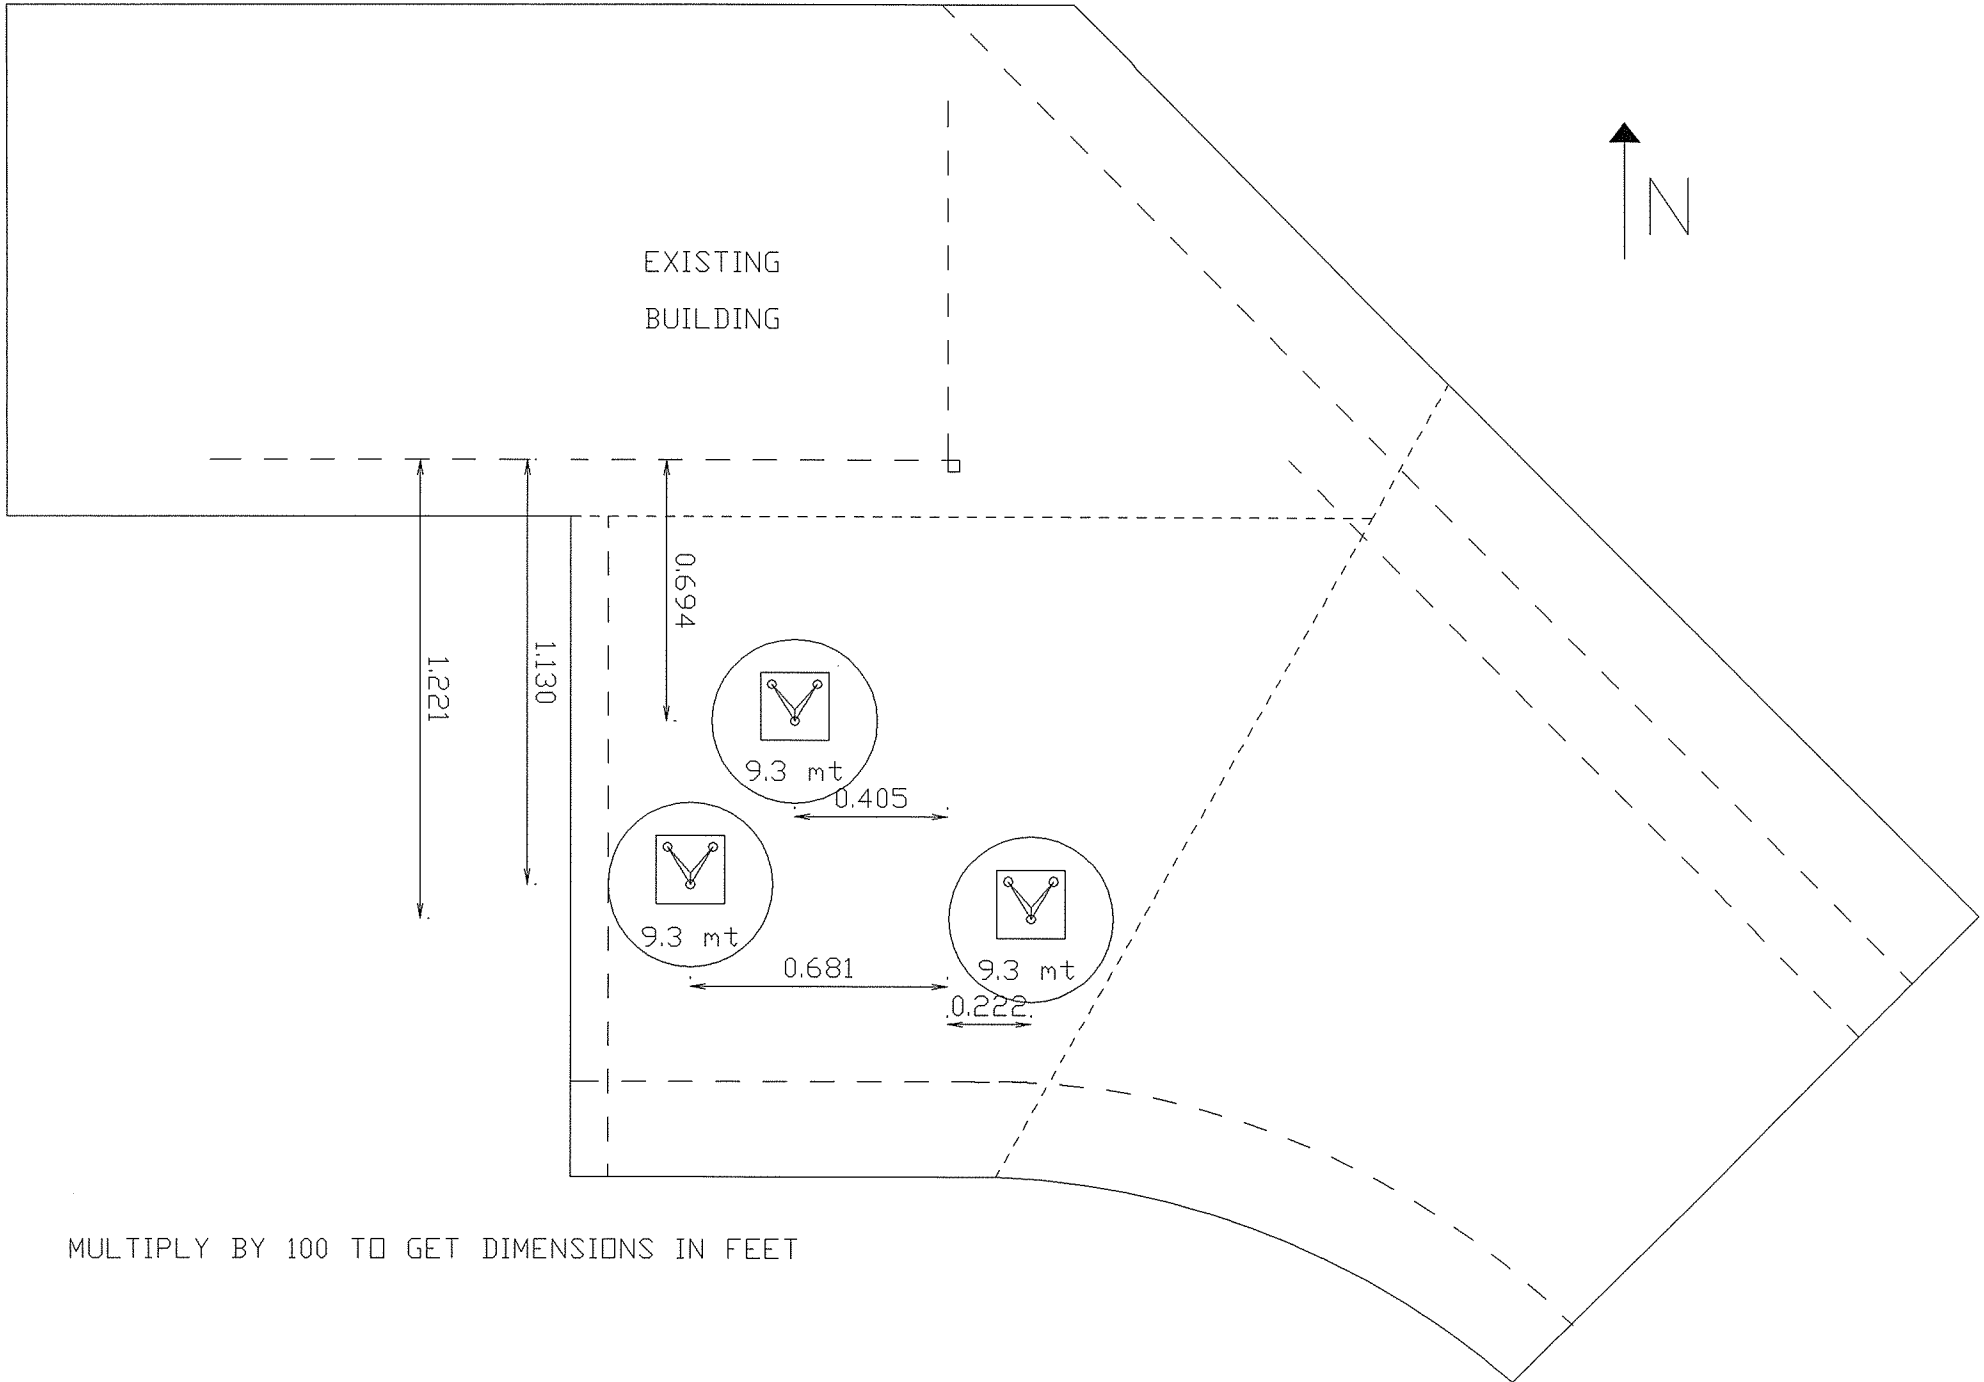 N
EXISTING
BUILDING
0.694
1.130
1.221
9.3 mt
0.405
9.3 mt
0.681
9.3 mt
0.222
MULTIPLY BY 100 TO GET DIMENSIONS IN FEET